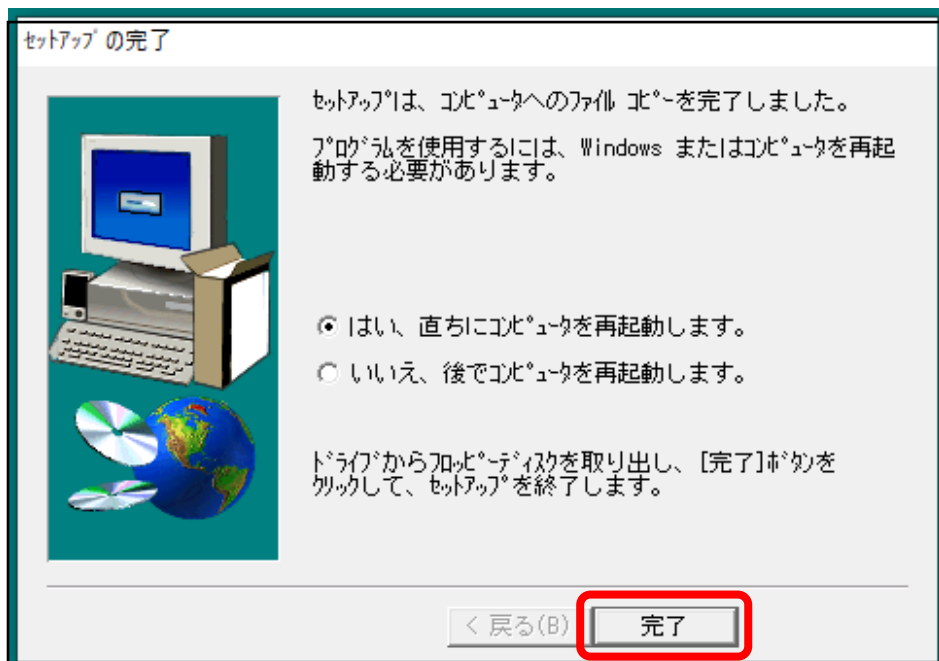 ｾｯﾄｱｯﾌﾟの完了
ｾｯﾄｱｯﾌﾟは、ｺﾝﾋﾟｭｰﾀへのﾌｧｲﾙ ｺﾋﾟｰを完了しました。
ﾌﾟﾛｸﾞﾗﾑを使用するには、Windows またはｺﾝﾋﾟｭｰﾀを再起
動する必要があります。
はい、直ちにｺﾝﾋﾟｭｰﾀを再起動します。
いいえ、後でｺﾝﾋﾟｭｰﾀを再起動します。
ﾄﾞﾗｲﾌﾞからﾌﾛｯﾋﾟｰﾃﾞｨｽｸを取り出し、[完了]ﾎﾞﾀﾝを
ｸﾘｯｸして、ｾｯﾄｱｯﾌﾟを終了します。
< 戻る(B)
完了